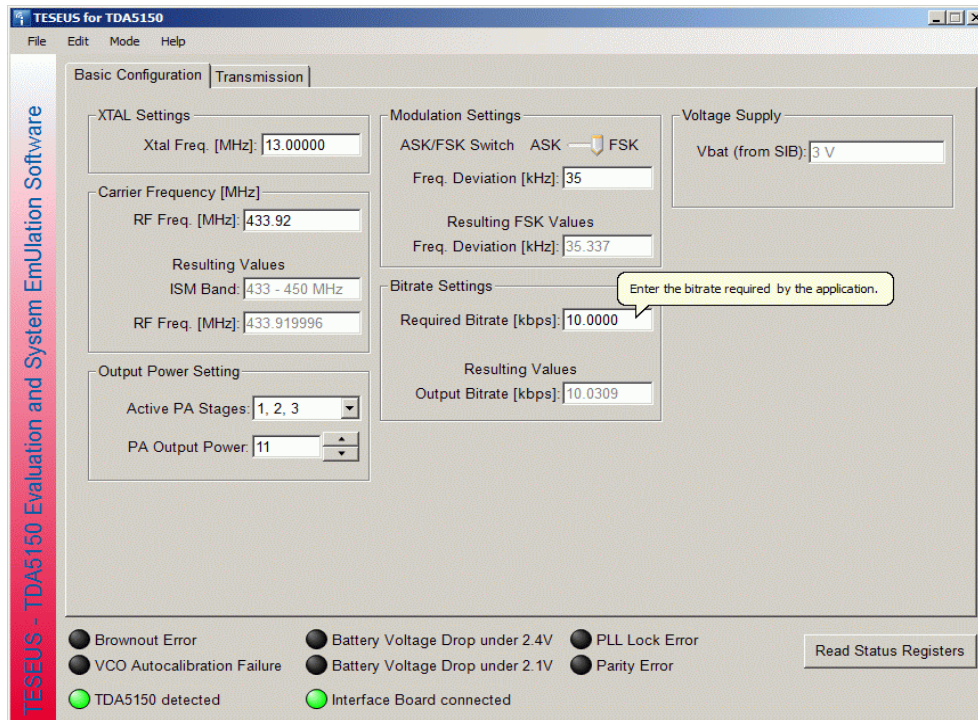 TESEUS for TDA5150
File Edit Mode Help
TESEUS - TDA5150 Evaluation and System EmUlation Software
Basic Configuration Transmission
XTAL Settings
Xtal Freq. [MHz]: 13.00000
Carrier Frequency [MHz]
RF Freq. [MHz]: 433.92
Resulting Values
ISM Band: 433 - 450 MHz
RF Freq. [MHz]: 433.919996
Output Power Setting
Active PA Stages: 1, 2, 3
PA Output Power: 11
Modulation Settings
ASK/FSK Switch ASK FSK
Freq. Deviation [kHz]: 35
Resulting FSK Values
Freq. Deviation [kHz]: 35.337
Bitrate Settings
Enter the bitrate required by the application.
Required Bitrate [kbps]: 10.0000
Resulting Values
Output Bitrate [kbps]: 10.0309
Voltage Supply
Vbat (from SIB): 3 V
Brownout Error Battery Voltage Drop under 2.4V PLL Lock Error
VCO Autocalibration Failure Battery Voltage Drop under 2.1V Parity Error
TDA5150 detected Interface Board connected
Read Status Registers